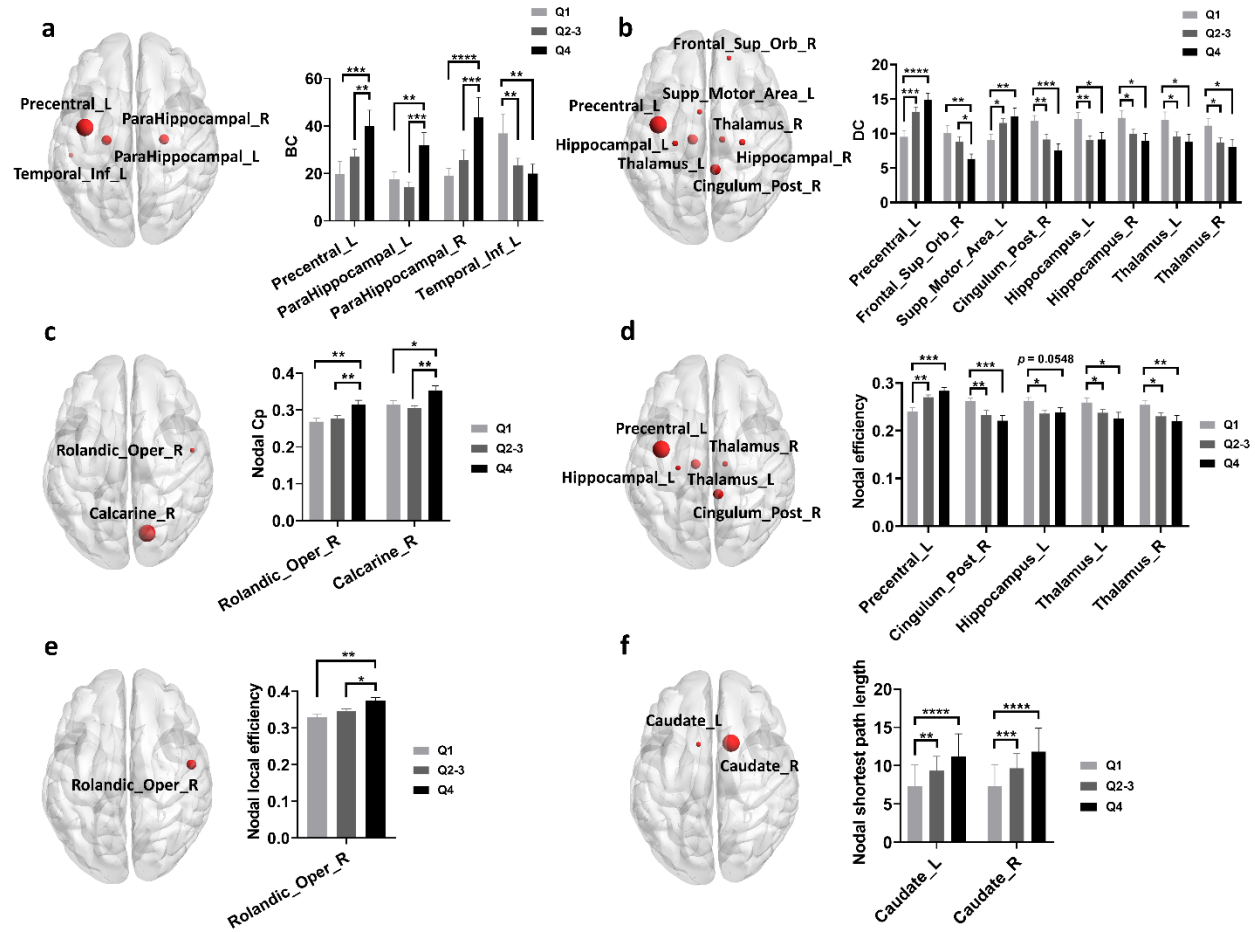 a
Precentral_L
ParaHippocampal_R
ParaHippocampal_L
Temporal_Inf_L
Q1
Q2-3
Q4
BC
60
40
20
0
***
**
**
***
****
***
**
**
Precentral_L
ParaHippocampal_L
ParaHippocampal_R
Temporal_Inf_L
b
Frontal_Sup_Orb_R
Supp_Motor_Area_L
Precentral_L
Thalamus_R
Hippocampal_L
Hippocampal_R
Thalamus_L
Cingulum_Post_R
Q1
Q2-3
Q4
DC
20
15
10
5
0
****
***
**
*
**
*
***
**
*
**
*
*
*
*
*
*
Precentral_L
Frontal_Sup_Orb_R
Supp_Motor_Area_L
Cingulum_Post_R
Hippocampus_L
Hippocampus_R
Thalamus_L
Thalamus_R
c
Rolandic_Oper_R
Calcarine_R
Nodal Cp
0.4
0.3
0.2
0.1
0.0
**
**
*
**
Q1
Q2-3
Q4
Rolandic_Oper_R
Calcarine_R
d
Precentral_L
Thalamus_R
Hippocampal_L
Thalamus_L
Cingulum_Post_R
Nodal efficiency
0.3
0.2
0.1
0.0
***
**
***
**
p = 0.0548
*
*
*
**
*
Q1
Q2-3
Q4
Precentral_L
Cingulum_Post_R
Hippocampus_L
Thalamus_L
Thalamus_R
e
Rolandic_Oper_R
Nodal local efficiency
0.4
0.3
0.2
0.1
0.0
**
*
Q1
Q2-3
Q4
Rolandic_Oper_R
f
Caudate_L
Caudate_R
Nodal shortest path length
20
15
10
5
0
****
**
****
***
Q1
Q2-3
Q4
Caudate_L
Caudate_R